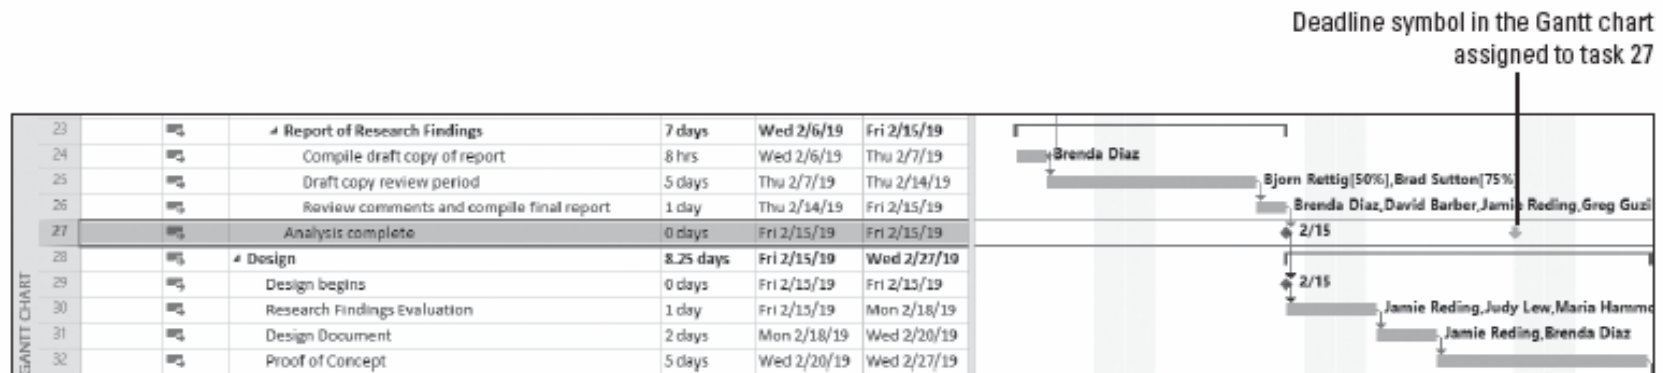 Deadline symbol in the Gantt chart
assigned to task 27
23 Report of Research Findings 7 days Wed 2/6/19 Fri 2/15/19
24 Compile draft copy of report 8 hrs Wed 2/6/19 Thu 2/7/19 Brenda Diaz
25 Draft copy review period 5 days Thu 2/7/19 Thu 2/14/19 Bjorn Rettig[50%],Brad Sutton[75%]
26 Review comments and compile final report 1 day Thu 2/14/19 Fri 2/15/19 Brenda Diaz,David Barber,Jamie Reding,Greg Guzi
27 Analysis complete 0 days Fri 2/15/19 Fri 2/15/19 2/15
28 Design 8.25 days Fri 2/15/19 Wed 2/27/19
29 Design begins 0 days Fri 2/15/19 Fri 2/15/19 2/15
30 Research Findings Evaluation 1 day Fri 2/15/19 Mon 2/18/19 Jamie Reding,Judy Lew,Maria Hammo
31 Design Document 2 days Mon 2/18/19 Wed 2/20/19 Jamie Reding,Brenda Diaz
32 Proof of Concept 5 days Wed 2/20/19 Wed 2/27/19
GANTT CHART